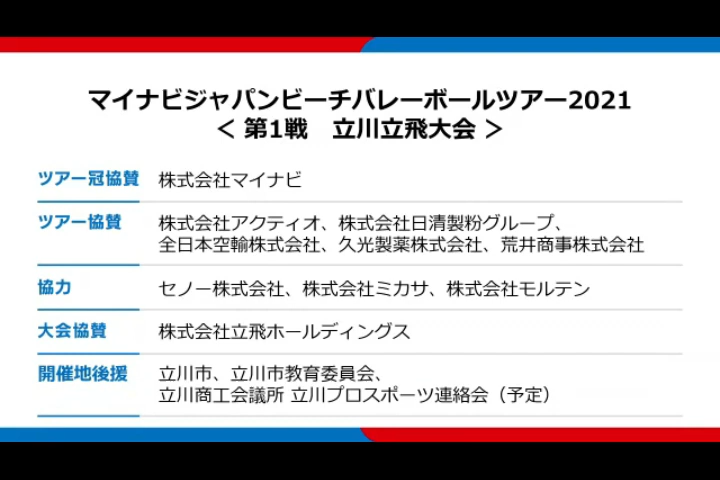 マイナビジャパンビーチバレーボールツアー2021
＜ 第1戦　立川立飛大会 ＞
ツアー冠協賛 株式会社マイナビ
ツアー協賛 株式会社アクティオ、株式会社日清製粉グループ、
全日本空輸株式会社、久光製薬株式会社、荒井商事株式会社
協力 セノー株式会社、株式会社ミカサ、株式会社モルテン
大会協賛 株式会社立飛ホールディングス
開催地後援 立川市、立川市教育委員会、
立川商工会議所 立川プロスポーツ連絡会（予定）